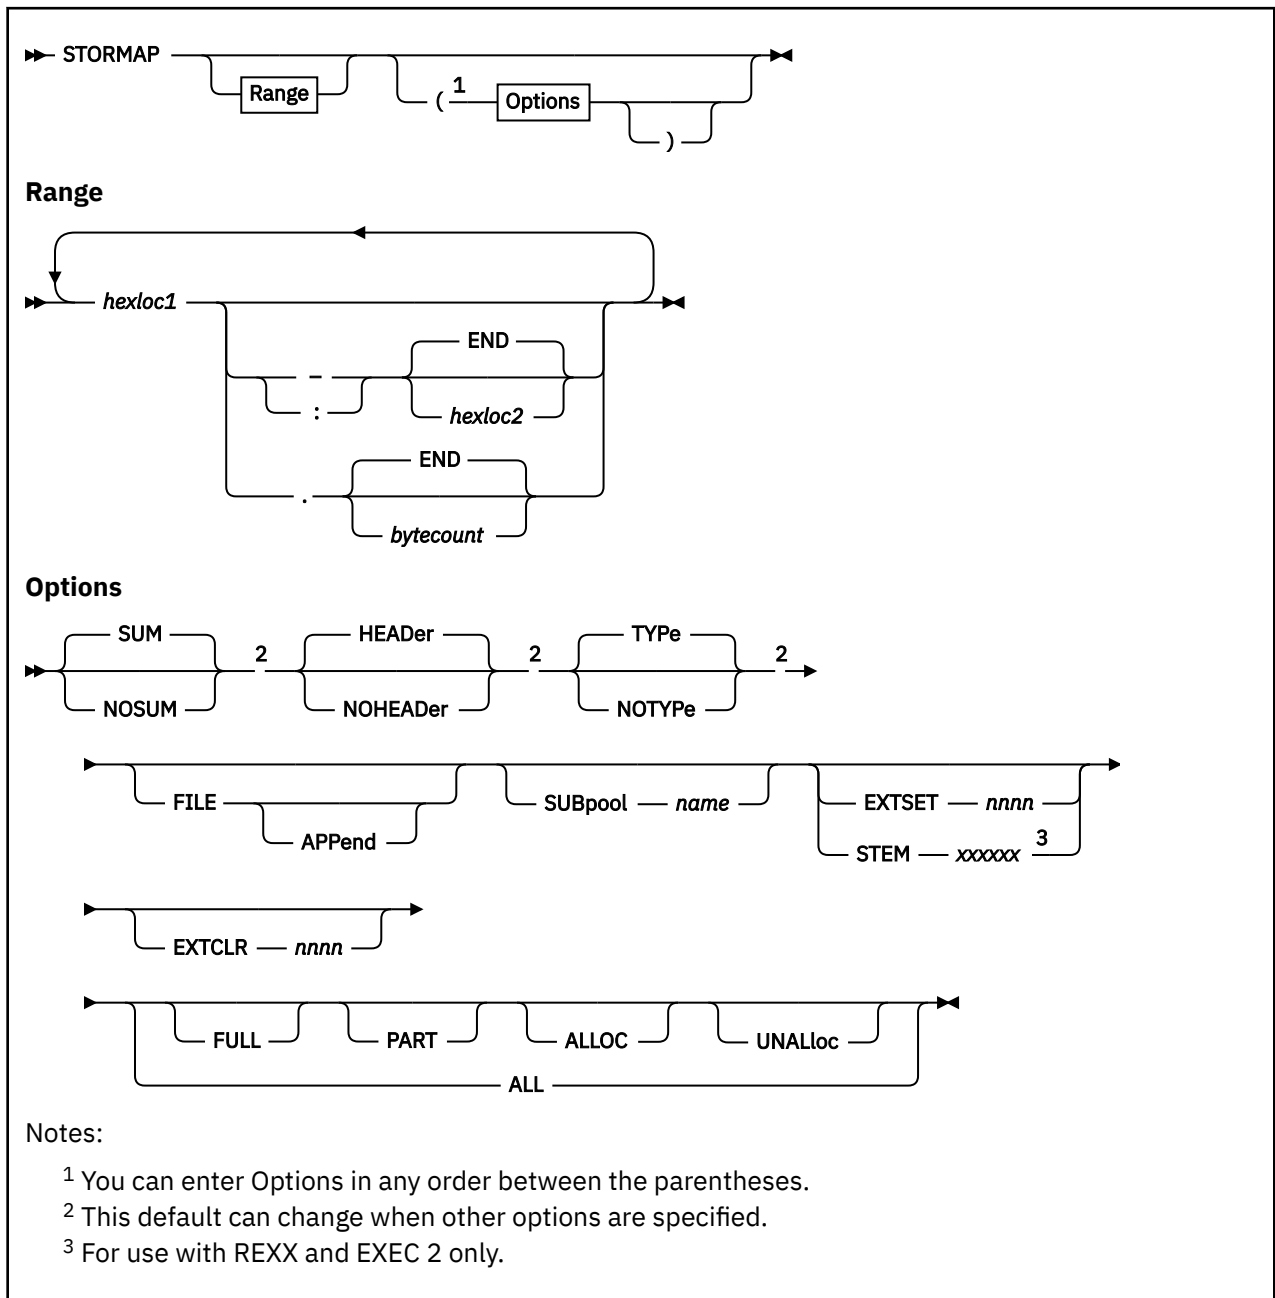 STORMAP
Range
( 1 Options
)
Range
hexloc1
END
–
:
hexloc2
END
.
bytecount
Options
SUM HEADer TYPe
2 2 2
NOSUM NOHEADer NOTYPe
FILE SUBpool name EXTSET nnnn
APPend STEM xxxxxx 3
EXTCLR nnnn
FULL PART ALLOC UNALloc
ALL
Notes:
1 You can enter Options in any order between the parentheses.
2 This default can change when other options are specified.
3 For use with REXX and EXEC 2 only.